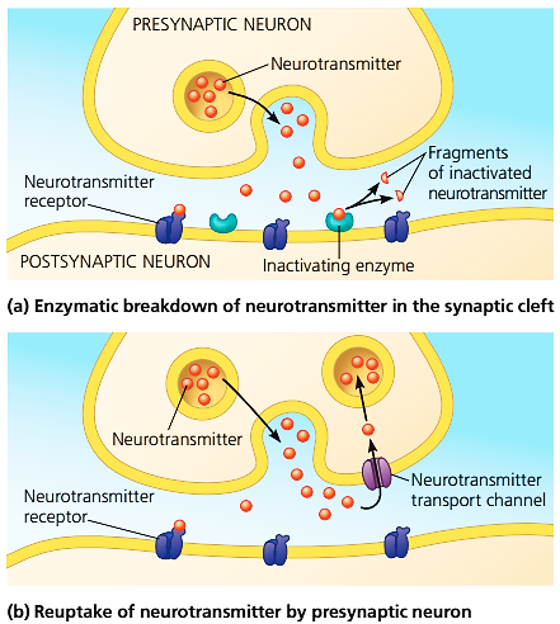 PRESYNAPTIC NEURON
Neurotransmitter
Fragments
of inactivated
neurotransmitter
Neurotransmitter
receptor
POSTSYNAPTIC NEURON
Inactivating enzyme
(a) Enzymatic breakdown of neurotransmitter in the synaptic cleft
Neurotransmitter
Neurotransmitter
transport channel
Neurotransmitter
receptor
(b) Reuptake of neurotransmitter by presynaptic neuron